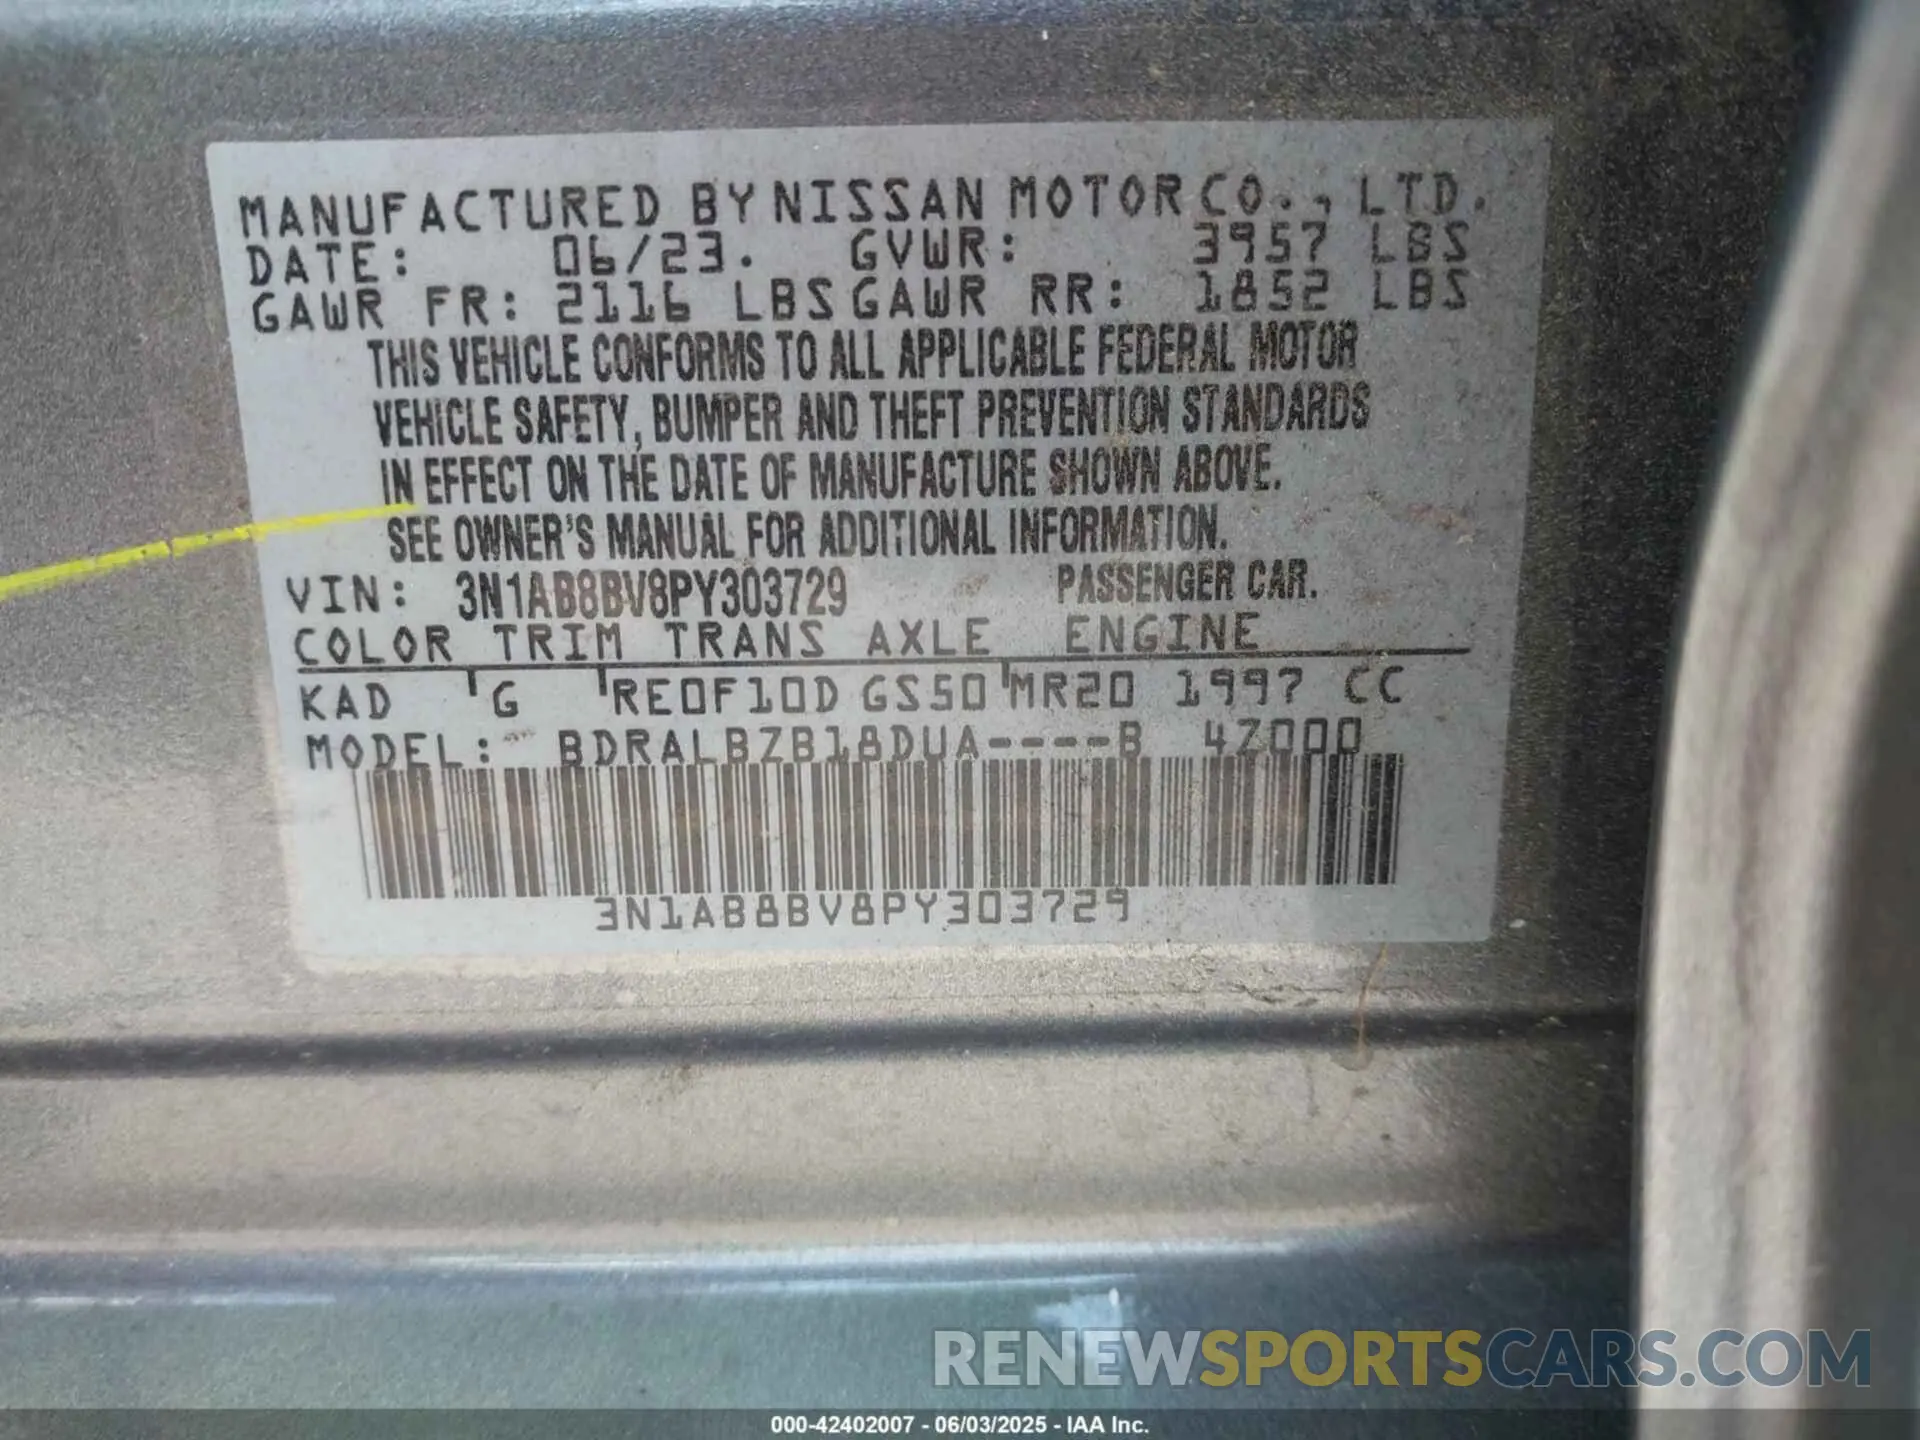 MANUFACTURED BY NISSAN MOTOR CO., LTD.
DATE: 06/23. GVWR: 3957 LBS
GAWR FR: 2116 LBS GAWR RR: 1852 LBS
THIS VEHICLE CONFORMS TO ALL APPLICABLE FEDERAL MOTOR
VEHICLE SAFETY, BUMPER AND THEFT PREVENTION STANDARDS
IN EFFECT ON THE DATE OF MANUFACTURE SHOWN ABOVE.
SEE OWNER'S MANUAL FOR ADDITIONAL INFORMATION.
VIN: 3N1AB8BV8PY303729 PASSENGER CAR.
COLOR TRIM TRANS AXLE ENGINE
KAD G RE0F10D GS50 MR20 1997 CC
MODEL: BDRALBZB18DUA----B 4Z000
3N1AB8BV8PY303729
RENEWSPORTSCARS.COM
000-42402007 - 06/03/2025 - IAA Inc.